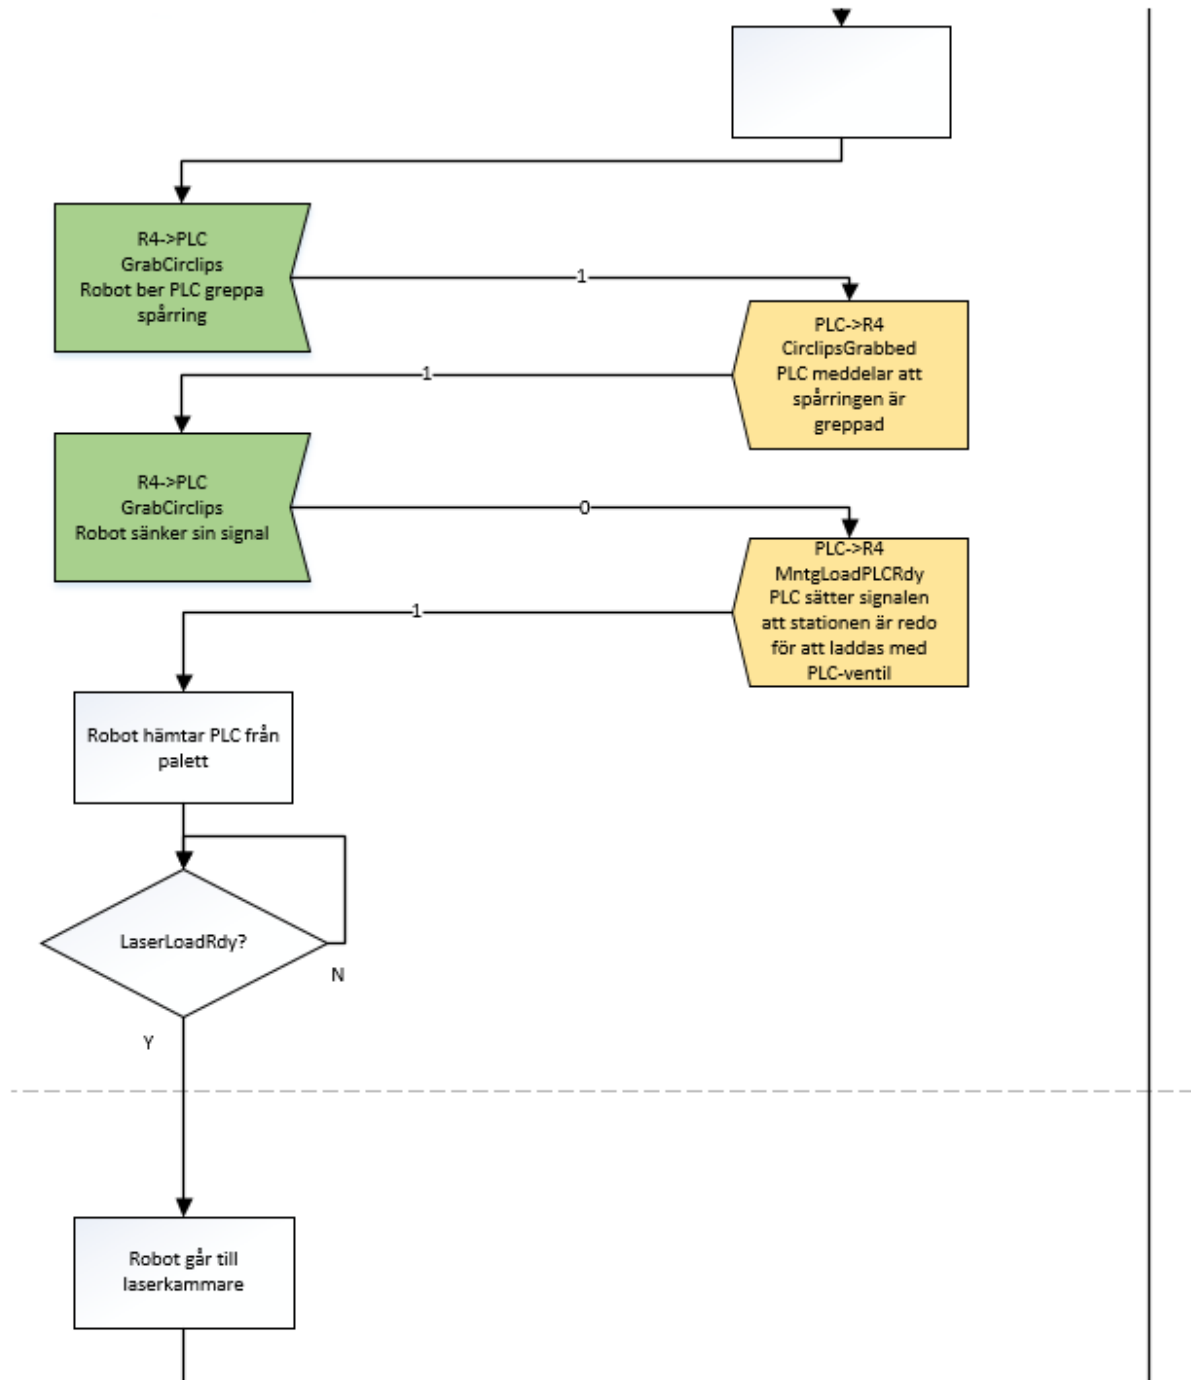 R4->PLC
GrabCirclips
Robot ber PLC greppa
spårring
1
PLC->R4
CirclipsGrabbed
PLC meddelar att
spårringen är
greppad
1
R4->PLC
GrabCirclips
Robot sänker sin signal
0
PLC->R4
MntgLoadPLCRdy
PLC sätter signalen
att stationen är redo
för att laddas med
PLC-ventil
1
Robot hämtar PLC från
palett
LaserLoadRdy?
N
Y
Robot går till
laserkammare